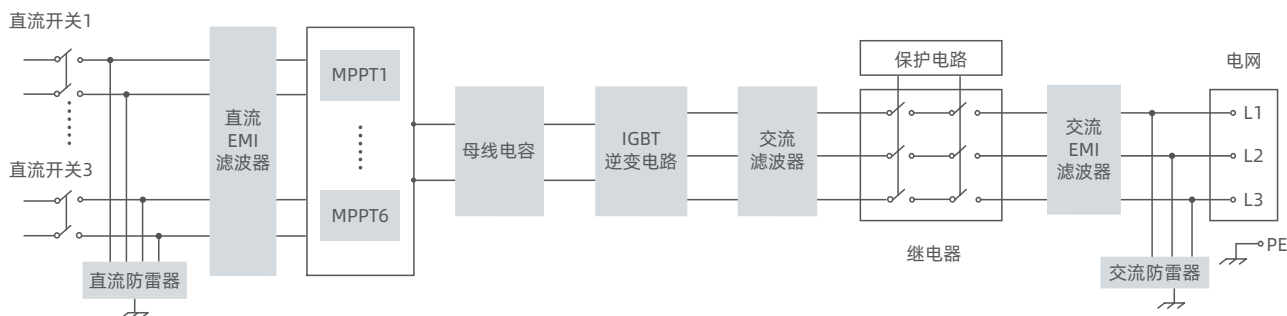 直流开关1
直流开关3
直流防雷器
直流
EMI
滤波器
MPPT1
MPPT6
母线电容
IGBT
逆变电路
交流
滤波器
保护电路
继电器
交流
EMI
滤波器
交流防雷器
电网
L1
L2
L3
PE